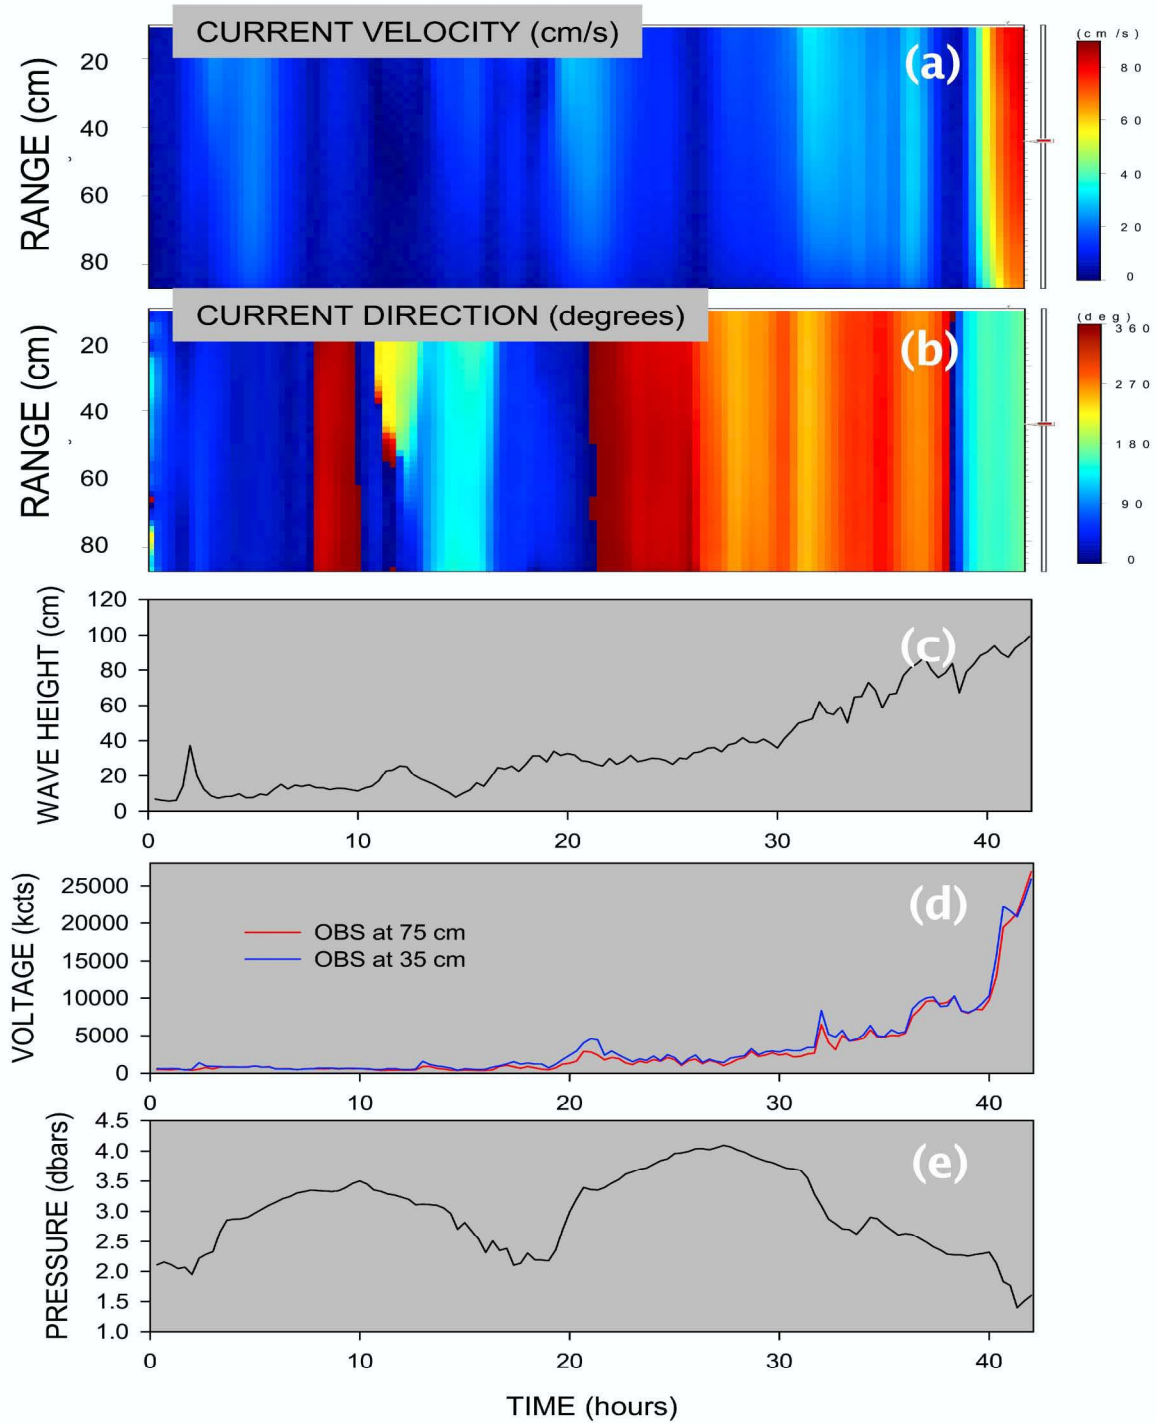 CURRENT VELOCITY (cm/s)
(a)
(cm/s)
RANGE (cm)
20
40
60
80
80
60
40
20
0
CURRENT DIRECTION (degrees)
(b)
(deg)
RANGE (cm)
20
40
60
80
360
270
180
90
0
WAVE HEIGHT (cm)
(c)
120
100
80
60
40
20
0
0 10 20 30 40
VOLTAGE (kcts)
(d)
OBS at 75 cm
OBS at 35 cm
25000
20000
15000
10000
5000
0
0 10 20 30 40
PRESSURE (dbars)
(e)
4.5
4.0
3.5
3.0
2.5
2.0
1.5
1.0
0 10 20 30 40
TIME (hours)